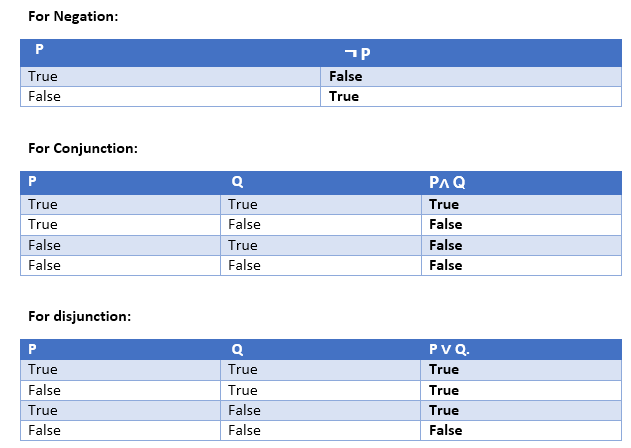 For Negation:
P ¬ P
True False
False True
For Conjunction:
P Q P∧ Q
True True True
True False False
False True False
False False False
For disjunction:
P Q P ∨ Q.
True True True
False True True
True False True
False False False